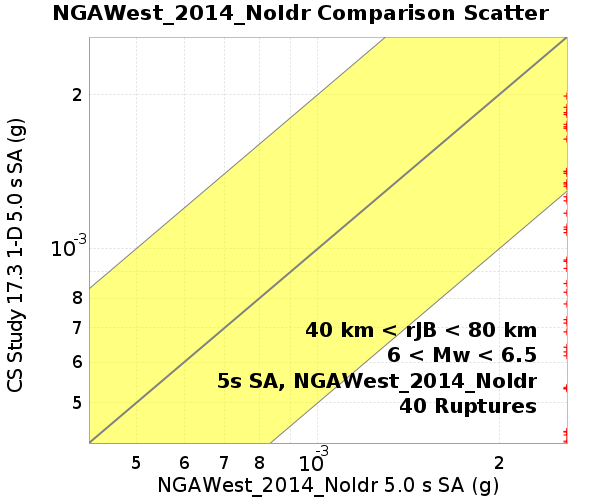 NGAWest_2014_NoIdr Comparison Scatter
CS Study 17.3 1-D 5.0 s SA (g)
2
10-3
8
7
6
5
40 km < rJB < 80 km
6 < Mw < 6.5
5s SA, NGAWest_2014_NoIdr
40 Ruptures
5 6 7 8 10-3 2
NGAWest_2014_NoIdr 5.0 s SA (g)